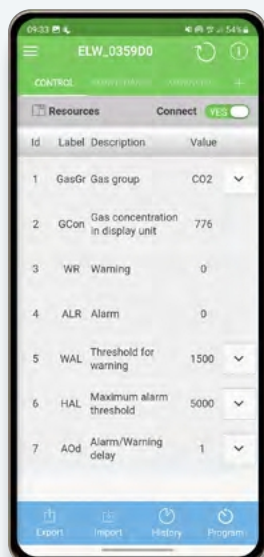 09:33 54%
ELW_0359D0
CONTROL +
Resources Connect YES
Id Label Description Value
1 GasGr Gas group CO2
2 GCon Gas concentration in display unit 776
3 WR Warning 0
4 ALR Alarm 0
5 WAL Threshold for warning 1500
6 HAL Maximum alarm threshold 5000
7 AOd Alarm/Warning delay 1
Export Import History Program